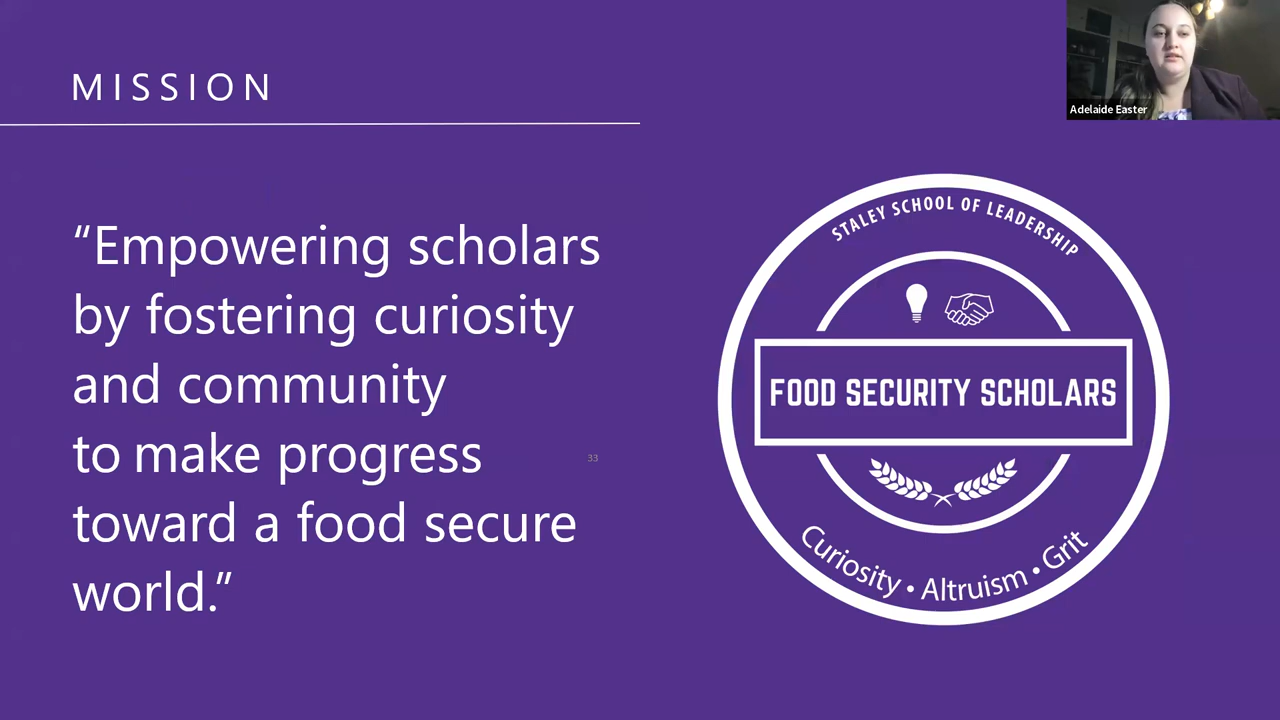 MISSION
Adelaide Easter
“Empowering scholars
by fostering curiosity
and community
to make progress
toward a food secure
world.”
33
STALEY SCHOOL OF LEADERSHIP
FOOD SECURITY SCHOLARS
Curiosity • Altruism • Grit